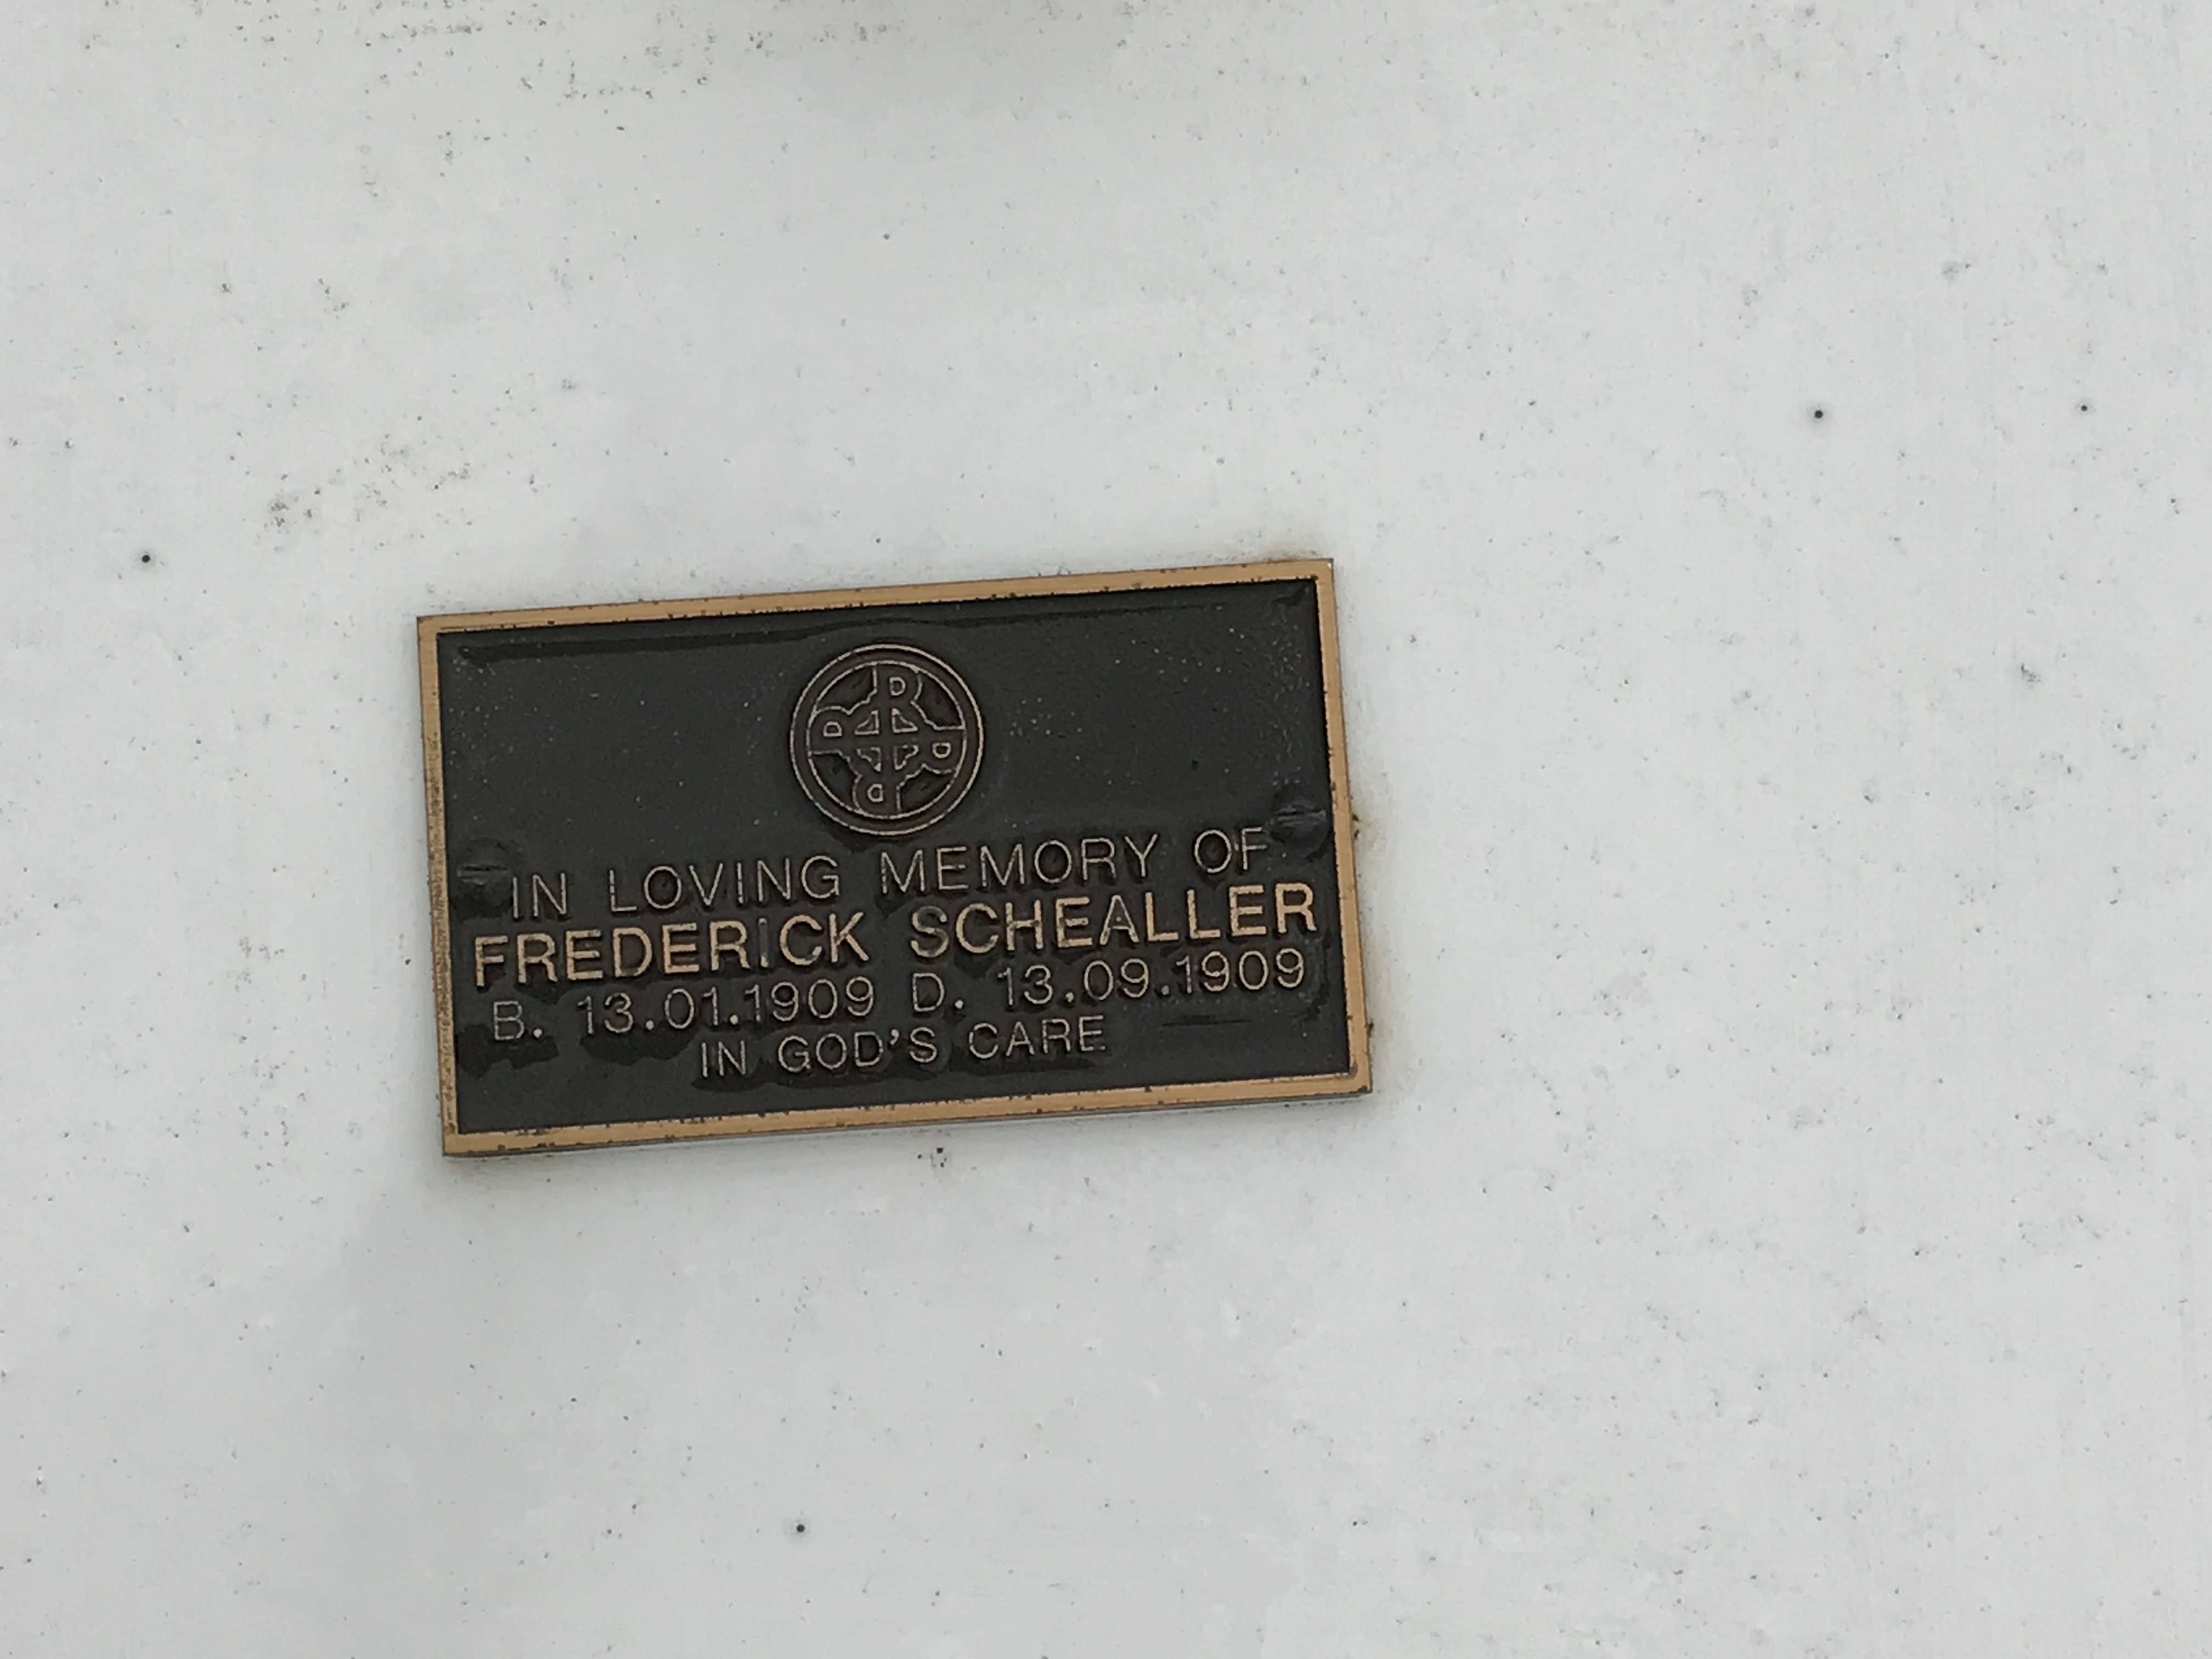 IN LOVING MEMORY OF
FREDERICK SCHEALLER
B. 13.01.1909 D. 13.09.1909
IN GOD'S CARE